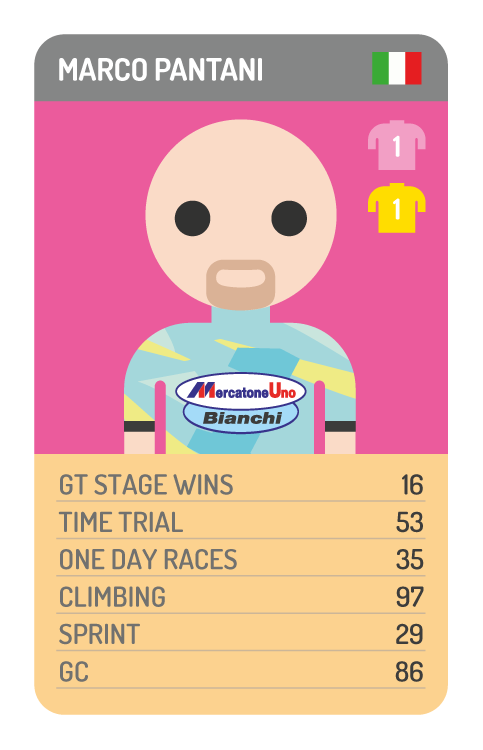 MARCO PANTANI
1
1
MercatoneUno
Bianchi
GT STAGE WINS 16
TIME TRIAL 53
ONE DAY RACES 35
CLIMBING 97
SPRINT 29
GC 86